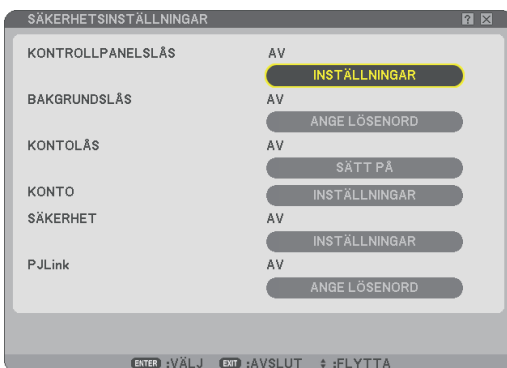 SÄKERHETSINSTÄLLNINGAR
KONTROLLPANELSLÅS AV
INSTÄLLNINGAR
BAKGRUNDSLÅS AV
ANGE LÖSENORD
KONTOLÅS AV
SÄTT PÅ
KONTO INSTÄLLNINGAR
SÄKERHET AV
INSTÄLLNINGAR
PJLink AV
ANGE LÖSENORD
ENTER :VÄLJ EXIT :AVSLUT :FLYTTA